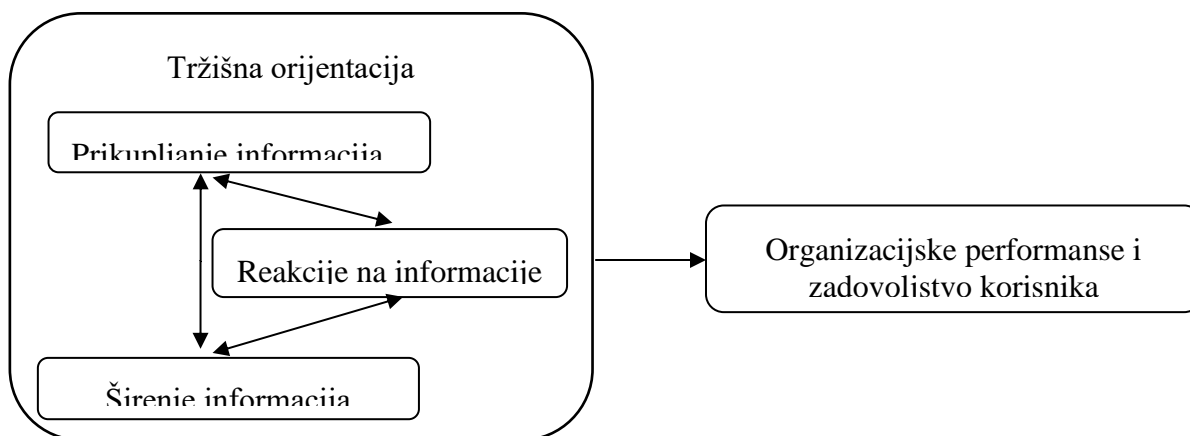 Tržišna orijentacija
Prikupljanje informacija
Reakcije na informacije
Širenje informacija
Organizacijske performanse i
zadovoljstvo korisnika